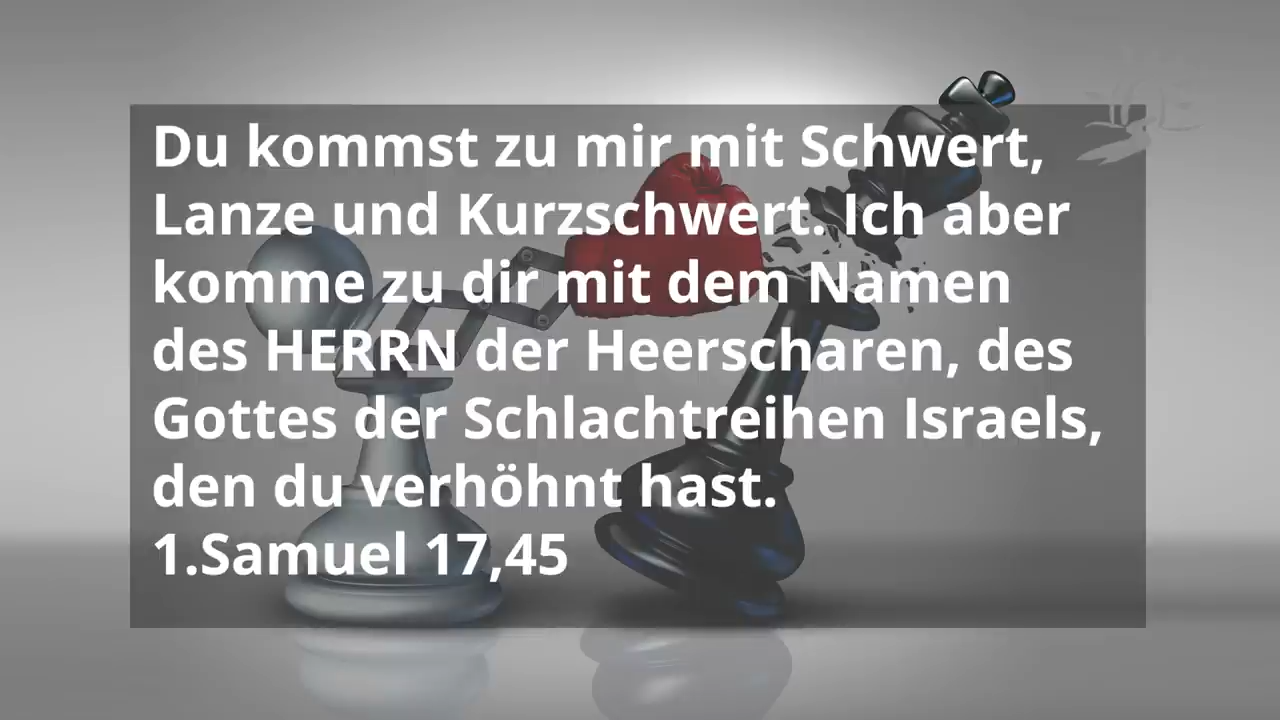 Du kommst zu mir mit Schwert,
Lanze und Kurzschwert. Ich aber
komme zu dir mit dem Namen
des HERRN der Heerscharen, des
Gottes der Schlachtreihen Israels,
den du verhöhnt hast.
1.Samuel 17,45